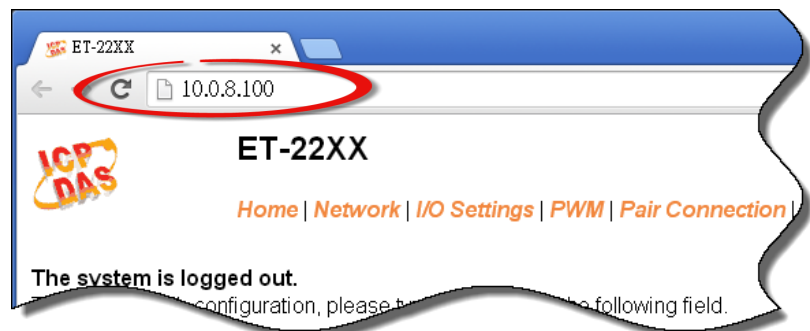 ET-22XX
10.0.8.100
ICP DAS
ET-22XX
Home | Network | I/O Settings | PWM | Pair Connection |
The system is logged out.
configuration, please the following field.